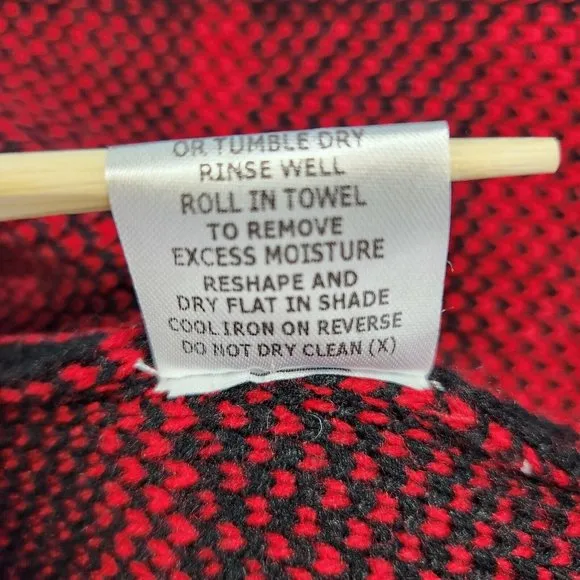 OR TUMBLE DRY
RINSE WELL
ROLL IN TOWEL
TO REMOVE
EXCESS MOISTURE
RESHAPE AND
DRY FLAT IN SHADE
COOL IRON ON REVERSE
DO NOT DRY CLEAN (X)